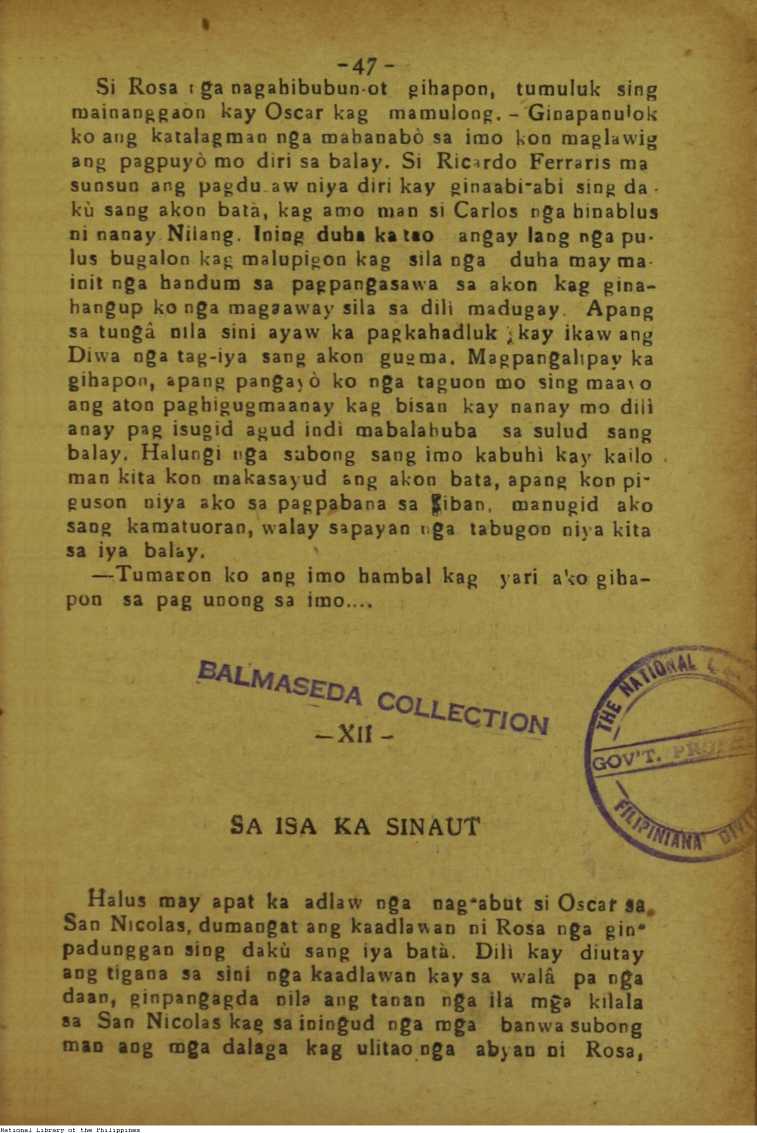 -47-
Si Rosa nga nagahibubun-ot gihapon, tumuluk sing
mainanggaon kay Oscar kag mamulong. - Ginapanulok
ko ang katalagman nga mahanabò sa imo kon maglawig
ang pagpuyò mo diri sa balay. Si Ricardo Ferraris ma
sunsun ang pagdu-aw niya diri kay ginaabi-abi sing da-
kù sang akon batà, kag amo man si Carlos nga hinablus
ni nanay Nilang. Ining duha ka tao angay lang nga pu-
lus bugalon kag malupigon kag sila nga duha may ma-
init nga handum sa pagpangasawa sa akon kag gina-
hangup ko nga magaaway sila sa dili madugay. Apang
sa tungâ nila sini ayaw ka pagkahadluk ; kay ikaw ang
Diwa nga tag-iya sang akon gugma. Magpangalipay ka
gihapon, apang pangayò ko nga taguon mo sing maayo
ang aton paghigugmaanay kag bisan kay nanay mo dili
anay pag isugid agud indi mabalahuba sa sulud sang
balay. Halungi nga subong sang imo kabuhi kay kailo
man kita kon makasayud ang akon bata, apang kon pi-
guson niya ako sa pagpabana sa iban, manugid ako
sang kamatuoran, walay sapayan nga tabugon niya kita
sa iya balay.
—Tumanon ko ang imo hambal kag yari ako giha-
pon sa pag unong sa imo....
BALMASEDA COLLECTION
THE NATIONAL
GOV'T.
FILIPINIANA
—XII—
SA ISA KA SINAUT
Halus may apat ka adlaw nga nag-abut si Oscar sa
San Nicolas, dumangat ang kaadlawan ni Rosa nga gin-
padunggan sing dakù sang iya batà. Dili kay diutay
ang tigana sa sini nga kaadlawan kay sa walâ pa nga
daan, ginpangagda nila ang tanan nga ila mga kilala
sa San Nicolas kag sa iningud nga mga banwa subong
man ang mga dalaga kag ulitao nga abyan ni Rosa,
National Library of the Philippines